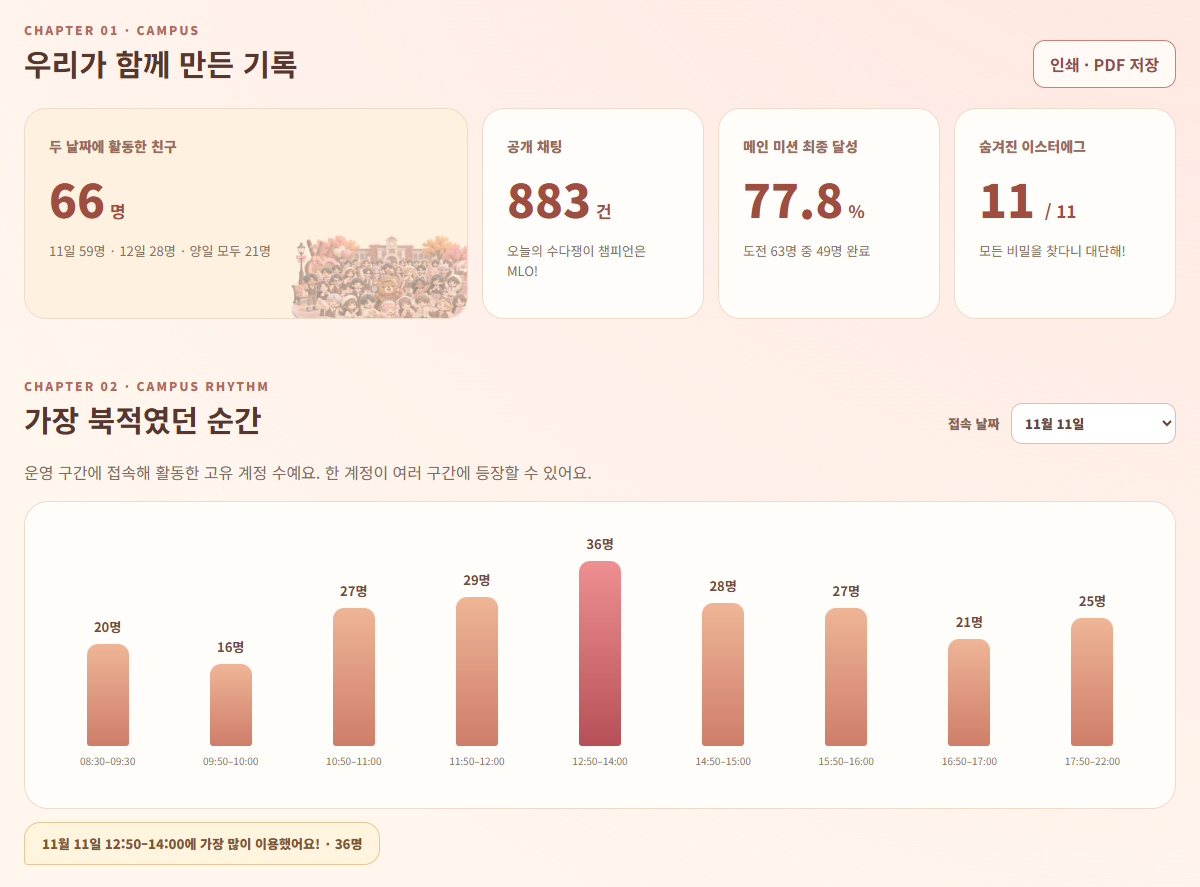 CHAPTER 01 · CAMPUS
우리가 함께 만든 기록
인쇄 · PDF 저장
두 날짜에 활동한 친구
66 명
11일 59명 · 12일 28명 · 양일 모두 21명
공개 채팅
883 건
오늘의 수다쟁이 챔피언은
MLO!
메인 미션 최종 달성
77.8 %
도전 63명 중 49명 완료
숨겨진 이스터에그
11 / 11
모든 비밀을 찾다니 대단해!
CHAPTER 02 · CAMPUS RHYTHM
가장 북적였던 순간
접속 날짜
11월 11일
운영 구간에 접속해 활동한 고유 계정 수예요. 한 계정이 여러 구간에 등장할 수 있어요.
20명
16명
27명
29명
36명
28명
27명
21명
25명
08:30–09:30
09:50–10:00
10:50–11:00
11:50–12:00
12:50–14:00
14:50–15:00
15:50–16:00
16:50–17:00
17:50–22:00
11월 11일 12:50–14:00에 가장 많이 이용했어요! · 36명